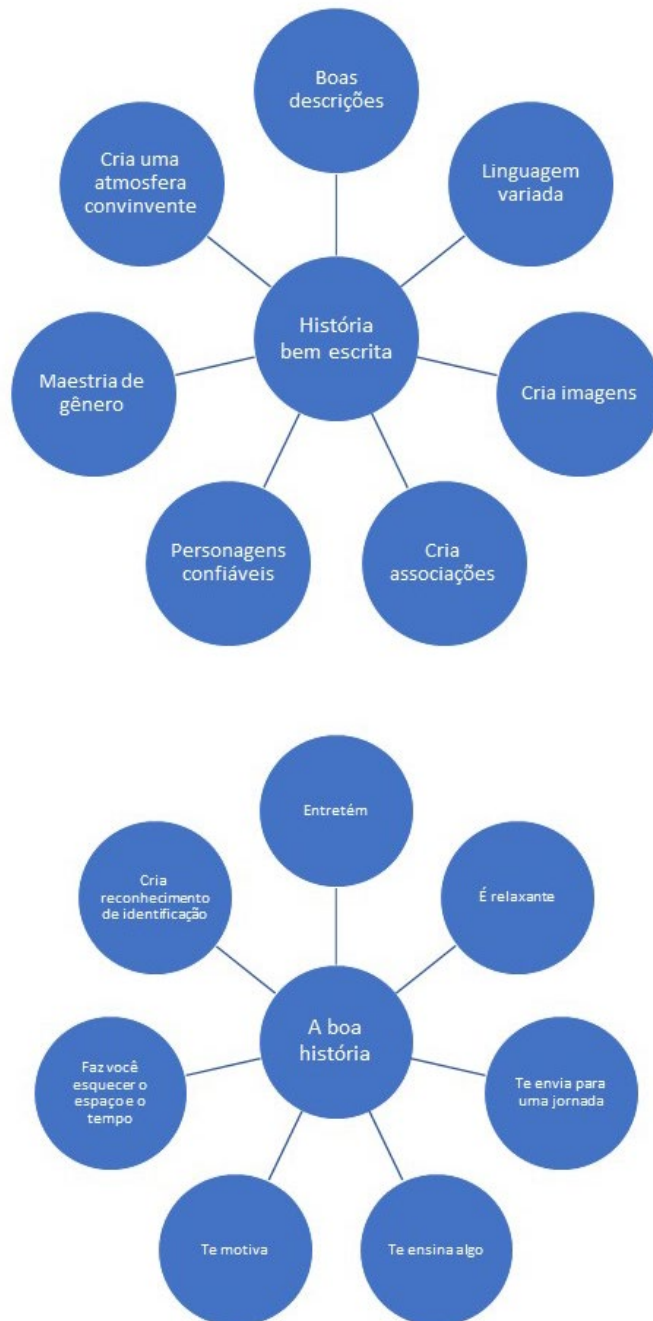 Boas
descrições
Cria uma
atmosfera
convinvente
Linguagem
variada
História
bem escrita
Maestria de
gênero
Cria imagens
Personagens
confiáveis
Cria
associações
Entretém
Cria
reconhecimento
de identificação
É relaxante
A boa
história
Faz você
esquecer o
espaço e o
tempo
Te envia para
uma jornada
Te motiva
Te ensina algo